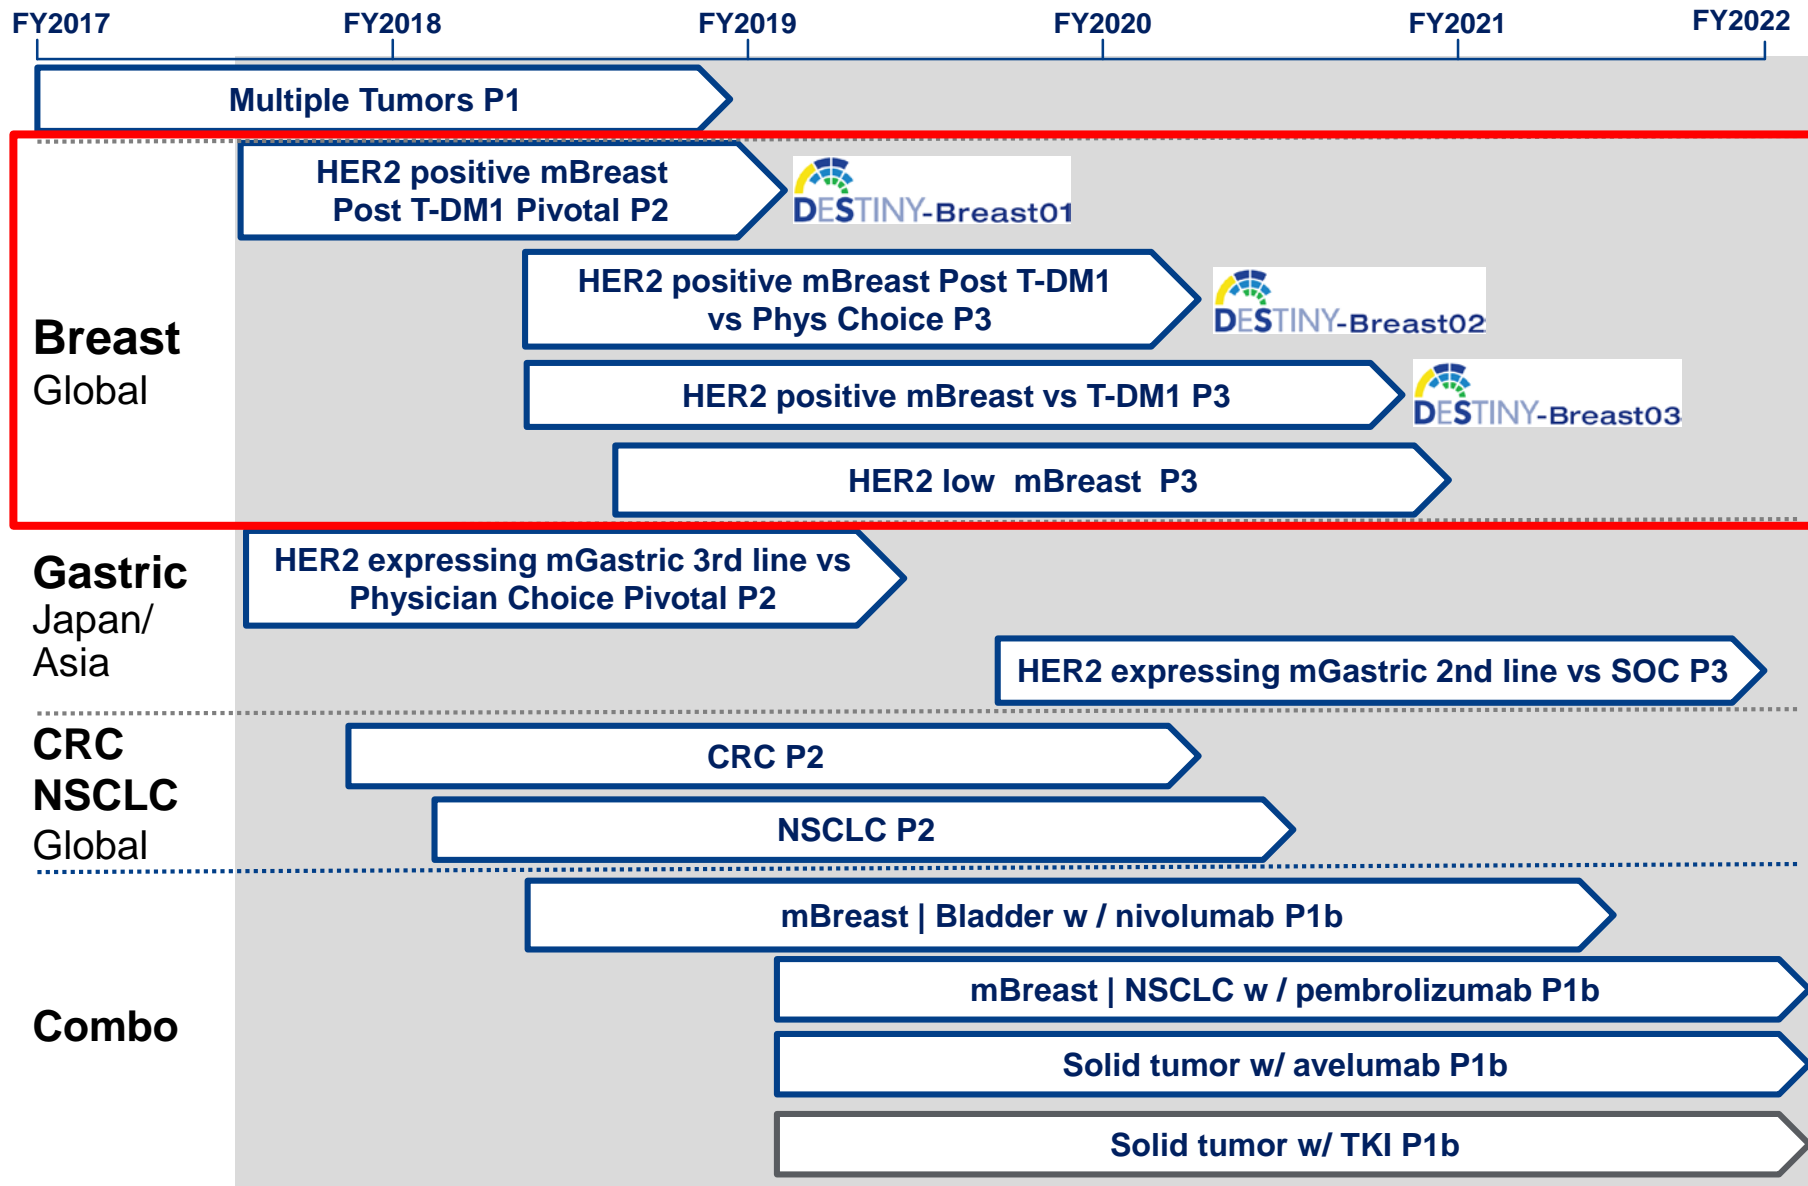 FY2017 FY2018 FY2019 FY2020 FY2021 FY2022
Multiple Tumors P1
Breast
Global
HER2 positive mBreast
Post T-DM1 Pivotal P2
DESTINY-Breast01
HER2 positive mBreast Post T-DM1
vs Phys Choice P3
DESTINY-Breast02
HER2 positive mBreast vs T-DM1 P3
DESTINY-Breast03
HER2 low mBreast P3
Gastric
Japan/
Asia
HER2 expressing mGastric 3rd line vs
Physician Choice Pivotal P2
HER2 expressing mGastric 2nd line vs SOC P3
CRC
NSCLC
Global
CRC P2
NSCLC P2
Combo
mBreast | Bladder w / nivolumab P1b
mBreast | NSCLC w / pembrolizumab P1b
Solid tumor w/ avelumab P1b
Solid tumor w/ TKI P1b